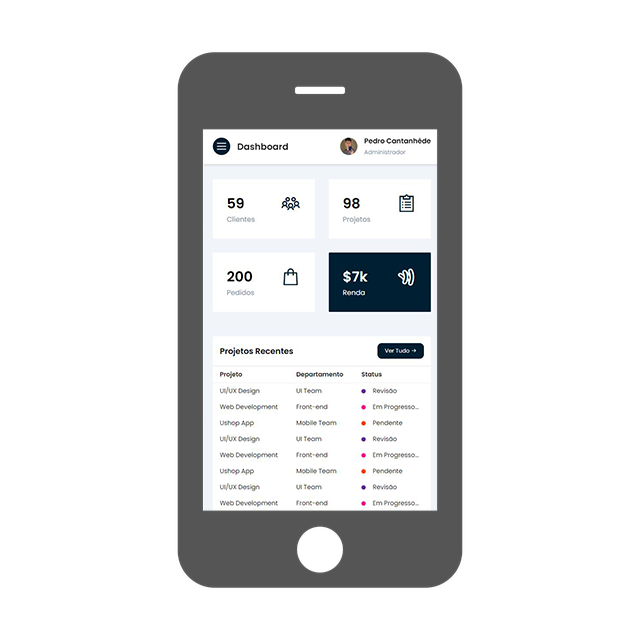 Dashboard
Pedro Cantanhêde
Administrador
59
Clientes
98
Projetos
200
Pedidos
$7k
Renda
Projetos Recentes
Ver Tudo →
Projeto Departamento Status
UI/UX Design UI Team Revisão
Web Development Front-end Em Progresso...
Ushop App Mobile Team Pendente
UI/UX Design UI Team Revisão
Web Development Front-end Em Progresso...
Ushop App Mobile Team Pendente
UI/UX Design UI Team Revisão
Web Development Front-end Em Progresso...